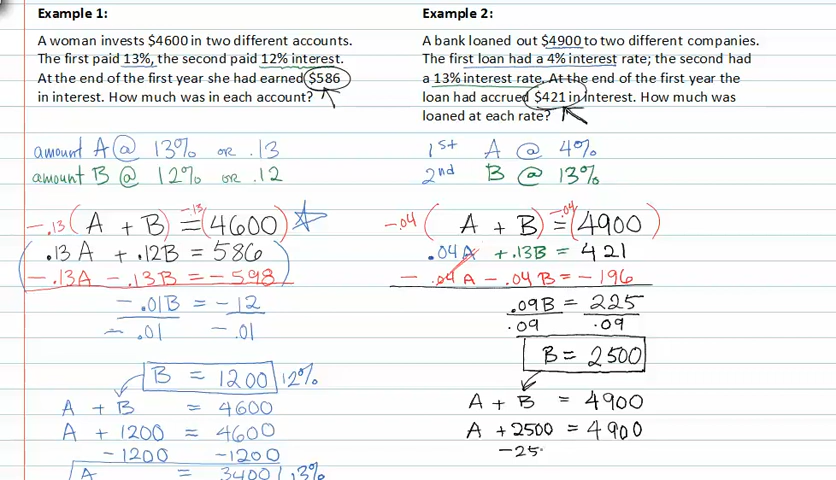 Example 1:
A woman invests $4600 in two different accounts.
The first paid 13%, the second paid 12% interest.
At the end of the first year she had earned $586
in interest. How much was in each account?
amount A @ 13% or .13
amount B @ 12% or .12
-.13 ( A + B ) = -.13 (4600)
.13A + .12B = 586
-.13A - .13B = -598
-.01B = -12
-.01 -.01
B = 1200 12%
A + B = 4600
A + 1200 = 4600
-1200 -1200
A = 3400 13%
Example 2:
A bank loaned out $4900 to two different companies.
The first loan had a 4% interest rate; the second had
a 13% interest rate. At the end of the first year the
loan had accrued $421 in interest. How much was
loaned at each rate?
1st A @ 4%
2nd B @ 13%
-.04 ( A + B ) = -.04 (4900)
.04A + .13B = 421
-.04A - .04B = -196
.09B = 225
.09 .09
B = 2500
A + B = 4900
A + 2500 = 4900
-25